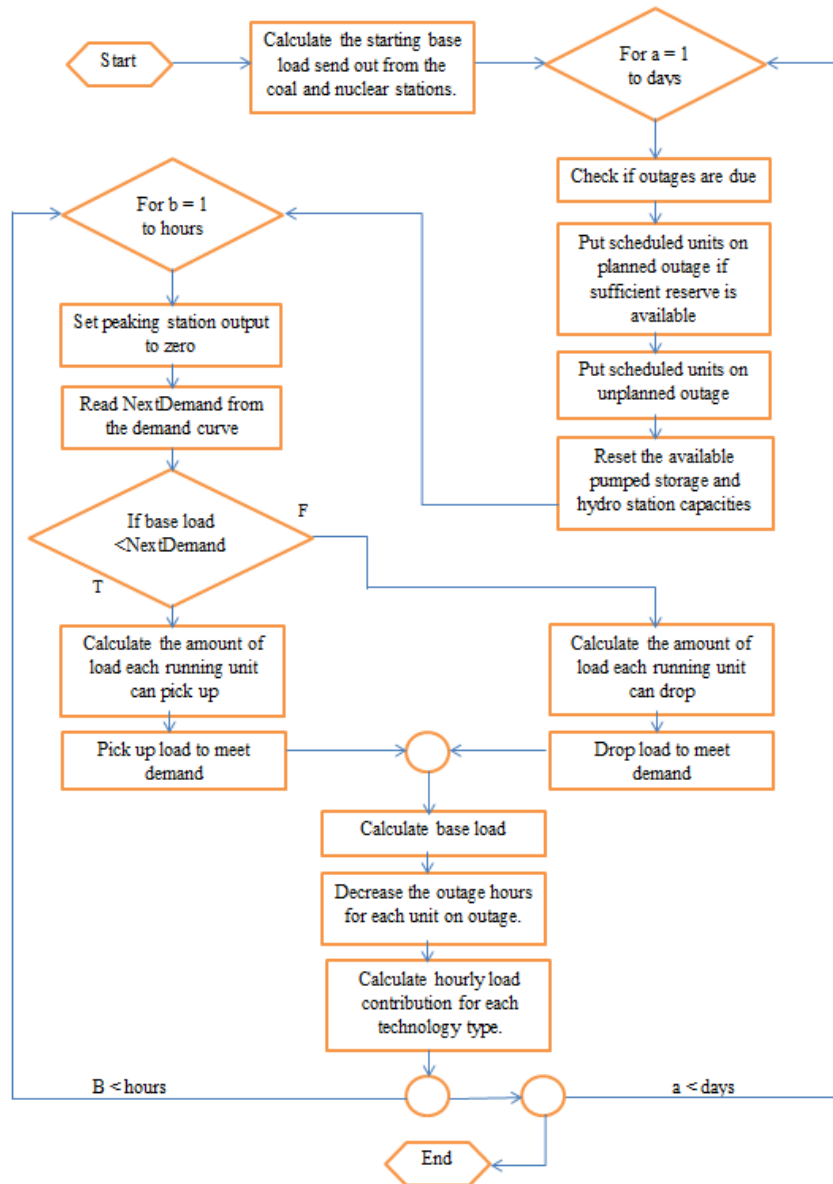 Start
Calculate the starting base
load send out from the
coal and nuclear stations.
For a = 1
to days
Check if outages are due
Put scheduled units on
planned outage if
sufficient reserve is
available
Put scheduled units on
unplanned outage
Reset the available
pumped storage and
hydro station capacities
For b = 1
to hours
Set peaking station output
to zero
Read NextDemand from
the demand curve
If base load
<NextDemand
F
T
Calculate the amount of
load each running unit
can pick up
Pick up load to meet
demand
Calculate the amount of
load each running unit
can drop
Drop load to meet
demand
Calculate base load
Decrease the outage hours
for each unit on outage.
Calculate hourly load
contribution for each
technology type.
B < hours
a < days
End